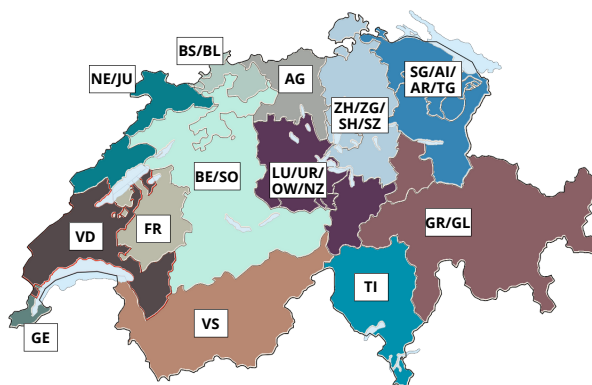 BS/BL
NE/JU
AG
SG/AI/
AR/TG
ZH/ZG/
SH/SZ
BE/SO
LU/UR/
OW/NZ
VD
FR
GR/GL
TI
VS
GE